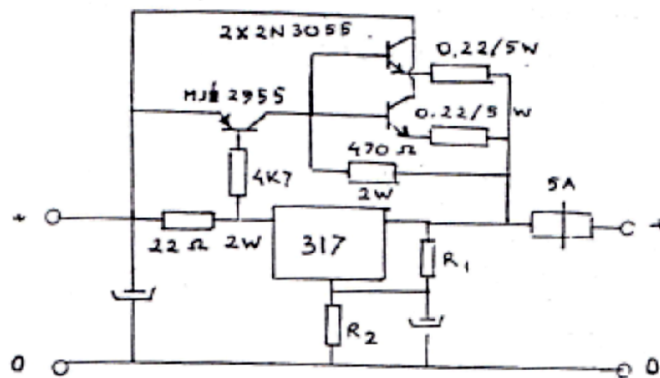 2X2N3055
0.22/5W
MJE 2955
0.22/5 W
470 Ω
2W
4K7
5A
+
22 Ω 2W
317
+
R1
R2
0
0